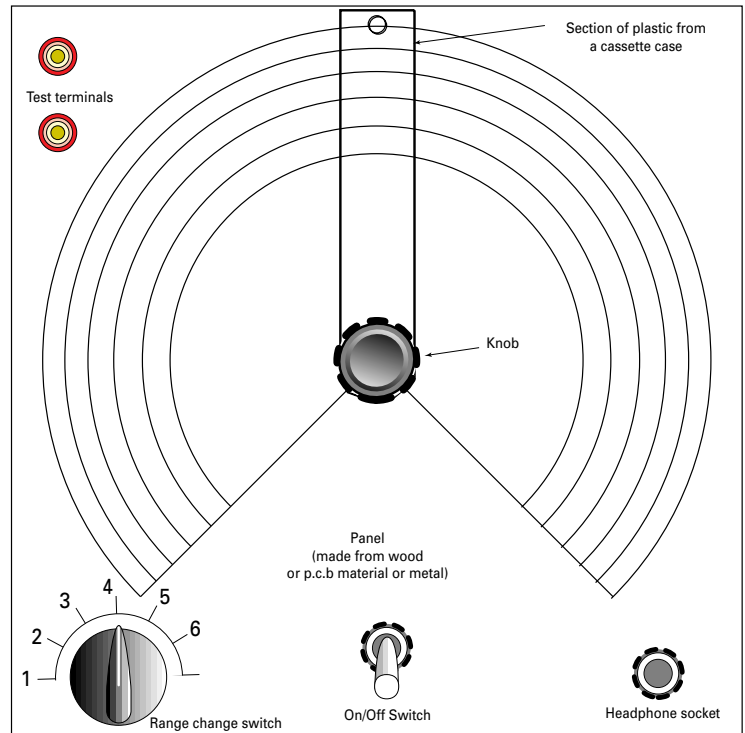 Section of plastic from
a cassette case
Test terminals
Knob
Panel
(made from wood
or p.c.b material or metal)
1
2
3
4
5
6
Range change switch
On/Off Switch
Headphone socket